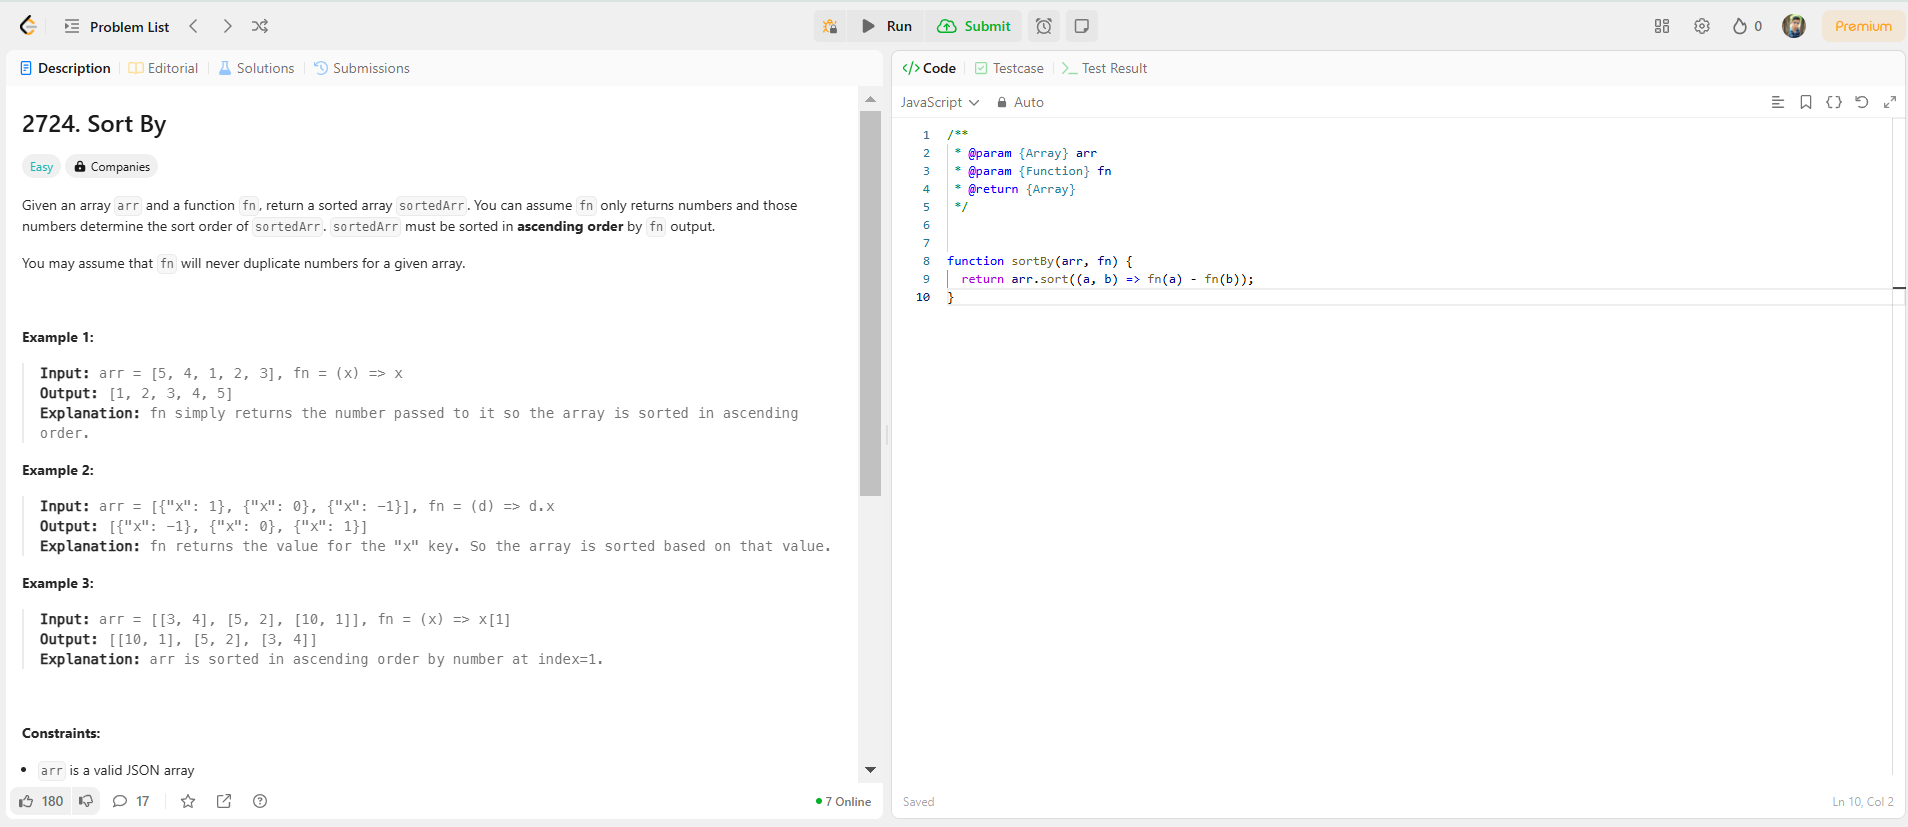 Problem List
Run
Submit
0
Premium
Description
Editorial
Solutions
Submissions
2724. Sort By
Easy
Companies
Given an array arr and a function fn, return a sorted array sortedArr. You can assume fn only returns numbers and those
numbers determine the sort order of sortedArr. sortedArr must be sorted in ascending order by fn output.
You may assume that fn will never duplicate numbers for a given array.
Example 1:
Input: arr = [5, 4, 1, 2, 3], fn = (x) => x
Output: [1, 2, 3, 4, 5]
Explanation: fn simply returns the number passed to it so the array is sorted in ascending
order.
Example 2:
Input: arr = [{"x": 1}, {"x": 0}, {"x": -1}], fn = (d) => d.x
Output: [{"x": -1}, {"x": 0}, {"x": 1}]
Explanation: fn returns the value for the "x" key. So the array is sorted based on that value.
Example 3:
Input: arr = [[3, 4], [5, 2], [10, 1]], fn = (x) => x[1]
Output: [[10, 1], [5, 2], [3, 4]]
Explanation: arr is sorted in ascending order by number at index=1.
Constraints:
• arr is a valid JSON array
180
17
7 Online
</> Code
Testcase
>_ Test Result
JavaScript
Auto
1 /**
2 * @param {Array} arr
3 * @param {Function} fn
4 * @return {Array}
5 */
6
7
8 function sortBy(arr, fn) {
9 return arr.sort((a, b) => fn(a) - fn(b));
10 }
Saved
Ln 10, Col 2